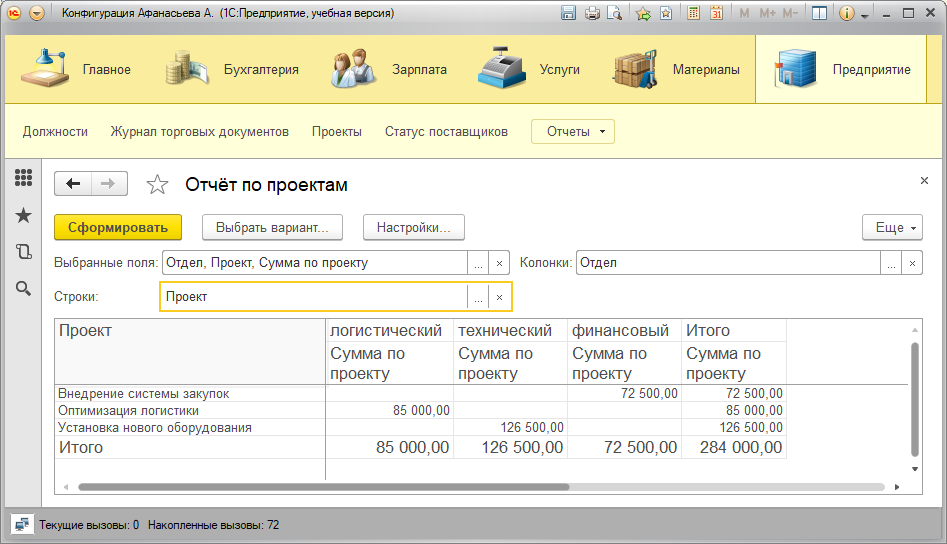 Конфигурация Афанасьева А. (1С:Предприятие, учебная версия)
M M+ M-
Главное Бухгалтерия Зарплата Услуги Материалы Предприятие
Должности Журнал торговых документов Проекты Статус поставщиков Отчеты
Отчёт по проектам
Сформировать Выбрать вариант... Настройки... Еще
Выбранные поля: Отдел, Проект, Сумма по проекту ... × Колонки: Отдел ... ×
Строки: Проект ... ×
Проект логистический технический финансовый Итого
Сумма по Сумма по Сумма по Сумма по
проекту проекту проекту проекту
Внедрение системы закупок 72 500,00 72 500,00
Оптимизация логистики 85 000,00 85 000,00
Установка нового оборудования 126 500,00 126 500,00
Итого 85 000,00 126 500,00 72 500,00 284 000,00
Текущие вызовы: 0 Накопленные вызовы: 72